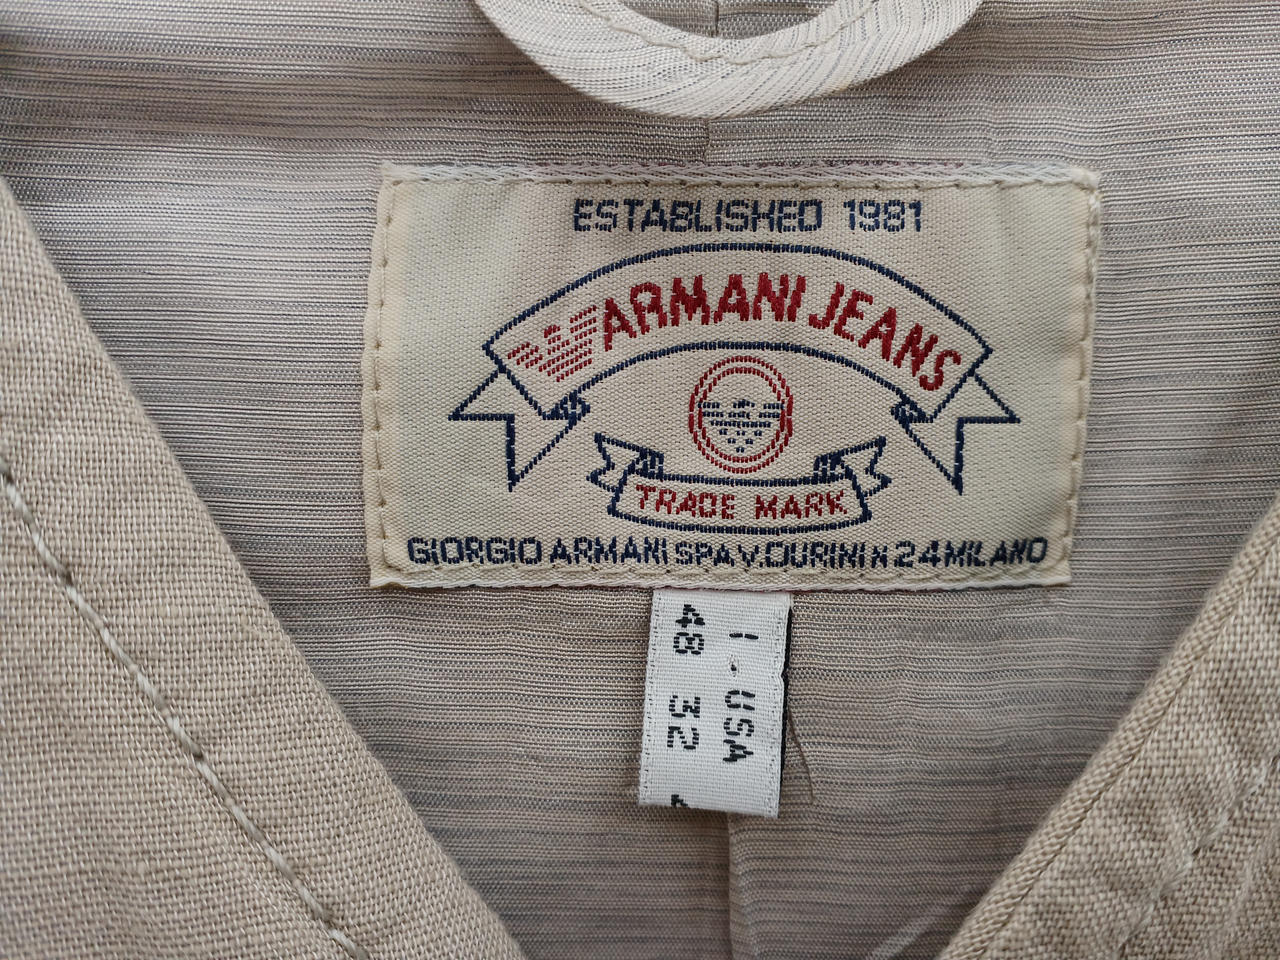 ESTABLISHED 1981
ARMANI JEANS
TRADE MARK
GIORGIO ARMANI SPA V.DURINI N 24 MILANO
I - USA
48 32